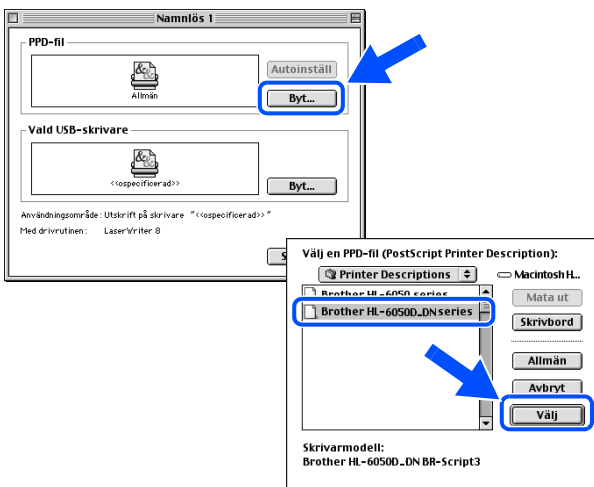 Namnlös 1
PPD-fil
Autoinställ
Allmän
Byt...
Vald USB-skrivare
<<ospecificerad>>
Byt...
Användningsområde: Utskrift på skrivare "<<ospecificerad>>"
Med drivrutinen: LaserWriter 8
S
Välj en PPD-fil (PostScript Printer Description):
Printer Descriptions
Macintosh H...
Brother HL-6050 series
Mata ut
Brother HL-6050D_DN series
Skrivbord
Allmän
Avbryt
Välj
Skrivarmodell:
Brother HL-6050D_DN BR-Script3